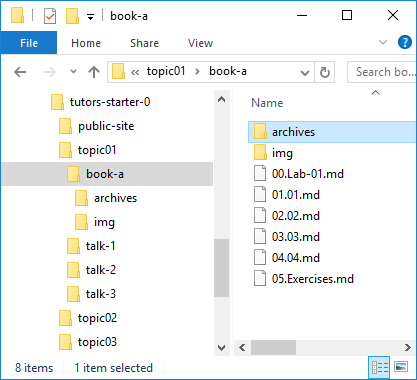 book-a
File Home Share View
« topic01 › book-a
Search bo...
tutors-starter-0
public-site
topic01
book-a
archives
img
talk-1
talk-2
talk-3
topic02
topic03
Name
archives
img
00.Lab-01.md
01.01.md
02.02.md
03.03.md
04.04.md
05.Exercises.md
8 items 1 item selected